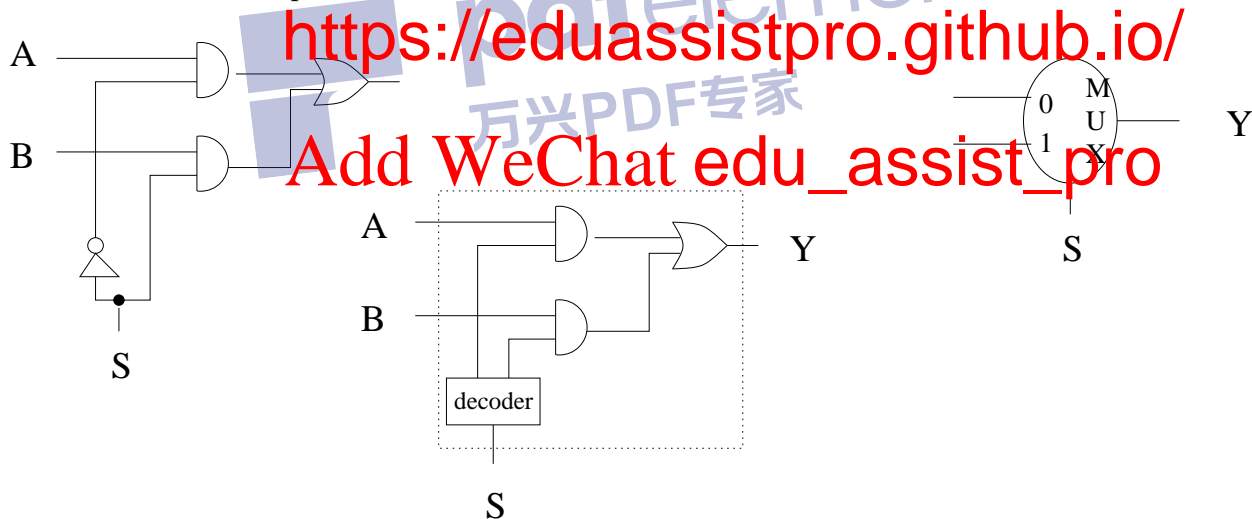 https://eduassistpro.github.io/
万兴PDF专家
Add WeChat edu_assist_pro
A
B
S
A
B
Y
decoder
S
0
1
M
U
X
Y
S